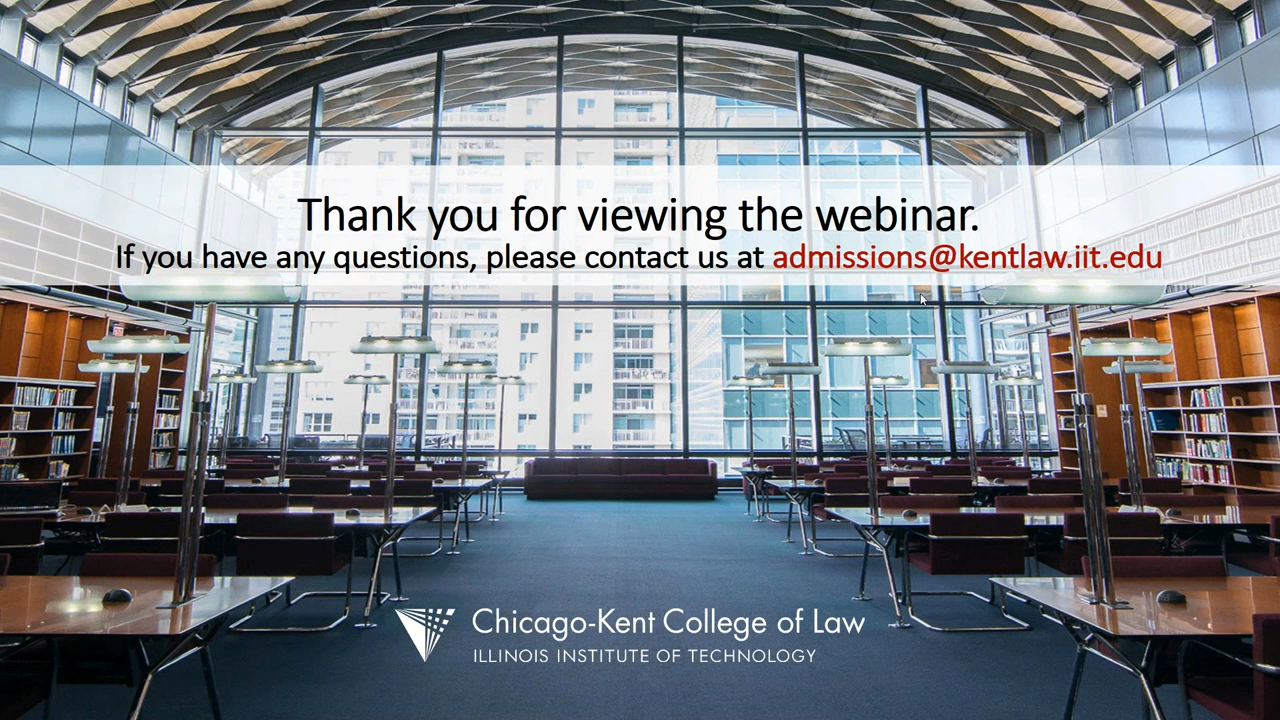 Thank you for viewing the webinar.
If you have any questions, please contact us at admissions@kentlaw.iit.edu
Chicago-Kent College of Law
ILLINOIS INSTITUTE OF TECHNOLOGY